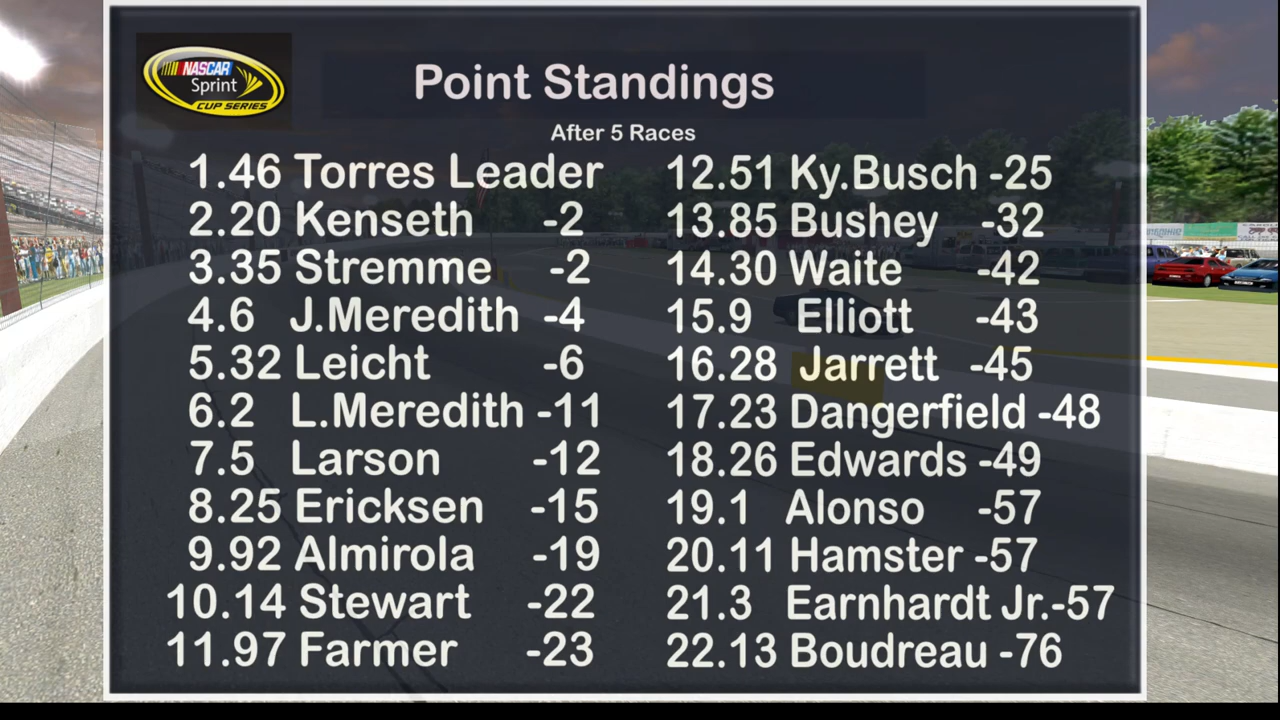 NASCAR
Sprint
CUP SERIES
Point Standings
After 5 Races
1.46 Torres Leader
2.20 Kenseth -2
3.35 Stremme -2
4.6 J.Meredith -4
5.32 Leicht -6
6.2 L.Meredith -11
7.5 Larson -12
8.25 Ericksen -15
9.92 Almirola -19
10.14 Stewart -22
11.97 Farmer -23
12.51 Ky.Busch -25
13.85 Bushey -32
14.30 Waite -42
15.9 Elliott -43
16.28 Jarrett -45
17.23 Dangerfield -48
18.26 Edwards -49
19.1 Alonso -57
20.11 Hamster -57
21.3 Earnhardt Jr.-57
22.13 Boudreau -76